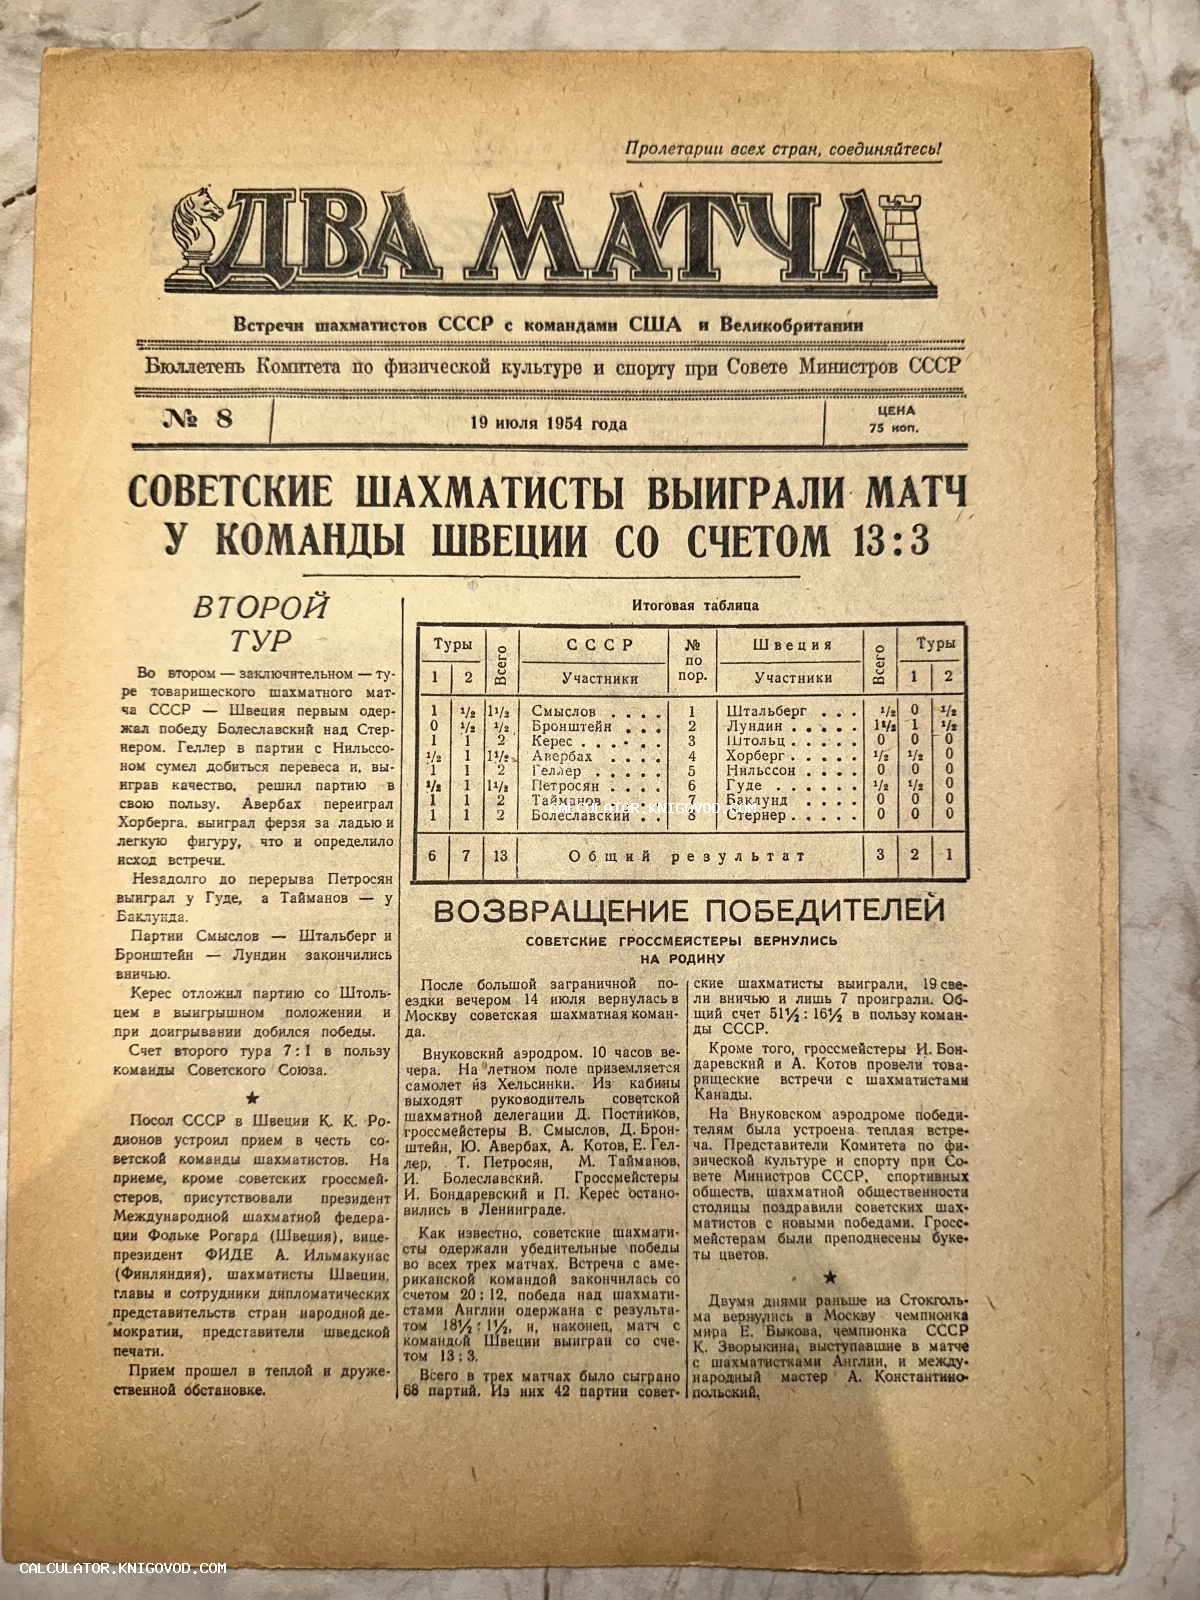 Пролетарии всех стран, соединяйтесь!
ДВА МАТЧА
Встречи шахматистов СССР с командами США и Великобритании
Бюллетень Комитета по физической культуре и спорту при Совете Министров СССР
№ 8
19 июля 1954 года
ЦЕНА
75 коп.
СОВЕТСКИЕ ШАХМАТИСТЫ ВЫИГРАЛИ МАТЧ
У КОМАНДЫ ШВЕЦИИ СО СЧЕТОМ 13:3
ВТОРОЙ
ТУР
Во втором — заключительном — ту-
ре товарищеского шахматного мат-
ча СССР — Швеция первым одер-
жал победу Болеславский над Стер-
нером. Геллер в партии с Нильссо-
ном сумел добиться перевеса и, вы-
играв качество, решил партию в
свою пользу. Авербах переиграл
Хорберга, выиграл ферзя за ладью и
легкую фигуру, что и определило
исход встречи.
Незадолго до перерыва Петросян
выиграл у Гуде, а Тайманов — у
Баклунда.
Партии Смыслов — Штальберг и
Бронштейн — Лундин закончились
вничью.
Керес отложил партию со Штоль-
цем в выигрышном положении и
при доигрывании добился победы.
Счет второго тура 7:1 в пользу
команды Советского Союза.
★
Посол СССР в Швеции К. К. Ро-
дионов устроил прием в честь со-
ветской команды шахматистов. На
приеме, кроме советских гроссмей-
стеров, присутствовали президент
Международной шахматной федера-
ции Фольке Рогард (Швеция), вице-
президент ФИДЕ А. Ильмакунас
(Финляндия), шахматисты Швеции,
главы и сотрудники дипломатических
представительств стран народной де-
мократии, представители шведской
печати.
Прием прошел в теплой и друже-
ственной обстановке.
Итоговая таблица
Туры Всего СССР № по пор. Швеция Всего Туры
1 2 Участники Участники 1 2
1 ½ 1½ Смыслов . . . . 1 Штальберг . . . ½ 0 ½
0 ½ ½ Бронштейн . . . 2 Лундин . . . . . 1½ 1 ½
1 1 2 Керес . . . . . . 3 Штольц . . . . . 0 0 0
½ 1 1½ Авербах . . . . 4 Хорберг . . . . . ½ ½ 0
1 1 2 Геллер . . . . . 5 Нильссон . . . . 0 0 0
½ 1 1½ Петросян . . . . 6 Гуде . . . . . . ½ ½ 0
1 1 2 Тайманов . . . . 7 Баклунд . . . . 0 0 0
1 1 2 Болеславский . . 8 Стернер . . . . . 0 0 0
6 7 13 Общий результат 3 2 1
CALCULATOR.KNIGOVOD.COM
ВОЗВРАЩЕНИЕ ПОБЕДИТЕЛЕЙ
СОВЕТСКИЕ ГРОССМЕЙСТЕРЫ ВЕРНУЛИСЬ
НА РОДИНУ
После большой заграничной по-
ездки вечером 14 июля вернулась в
Москву советская шахматная коман-
да.
Внуковский аэродром. 10 часов ве-
чера. На летном поле приземляется
самолет из Хельсинки. Из кабины
выходят руководитель советской
шахматной делегации Д. Постников,
гроссмейстеры В. Смыслов, Д. Брон-
штейн, Ю. Авербах, А. Котов, Е. Гел-
лер, Т. Петросян, М. Тайманов,
И. Болеславский. Гроссмейстеры
И. Бондаревский и П. Керес остано-
вились в Ленинграде.
Как известно, советские шахмати-
сты одержали убедительные победы
во всех трех матчах. Встреча с аме-
риканской командой закончилась со
счетом 20:12, победа над шахмати-
стами Англии одержана с результа-
том 18½:1½, и, наконец, матч с
командой Швеции выигран со сче-
том 13:3.
Всего в трех матчах было сыграно
68 партий. Из них 42 партии совет-
ские шахматисты выиграли, 19 све-
ли вничью и лишь 7 проиграли. Об-
щий счет 51½:16½ в пользу коман-
ды СССР.
Кроме того, гроссмейстеры И. Бон-
даревский и А. Котов провели това-
рищеские встречи с шахматистами
Канады.
На Внуковском аэродроме победи-
телям была устроена теплая встре-
ча. Представители Комитета по фи-
зической культуре и спорту при Со-
вете Министров СССР, спортивных
обществ, шахматной общественности
столицы поздравили советских шах-
матистов с новыми победами. Гросс-
мейстерам были преподнесены буке-
ты цветов.
★
Двумя днями раньше из Стокголь-
ма вернулись в Москву чемпионка
мира Е. Быкова, чемпионка СССР
К. Зворыкина, выступавшие в матче
с шахматистками Англии, и между-
народный мастер А. Константино-
польский.
CALCULATOR.KNIGOVOD.COM